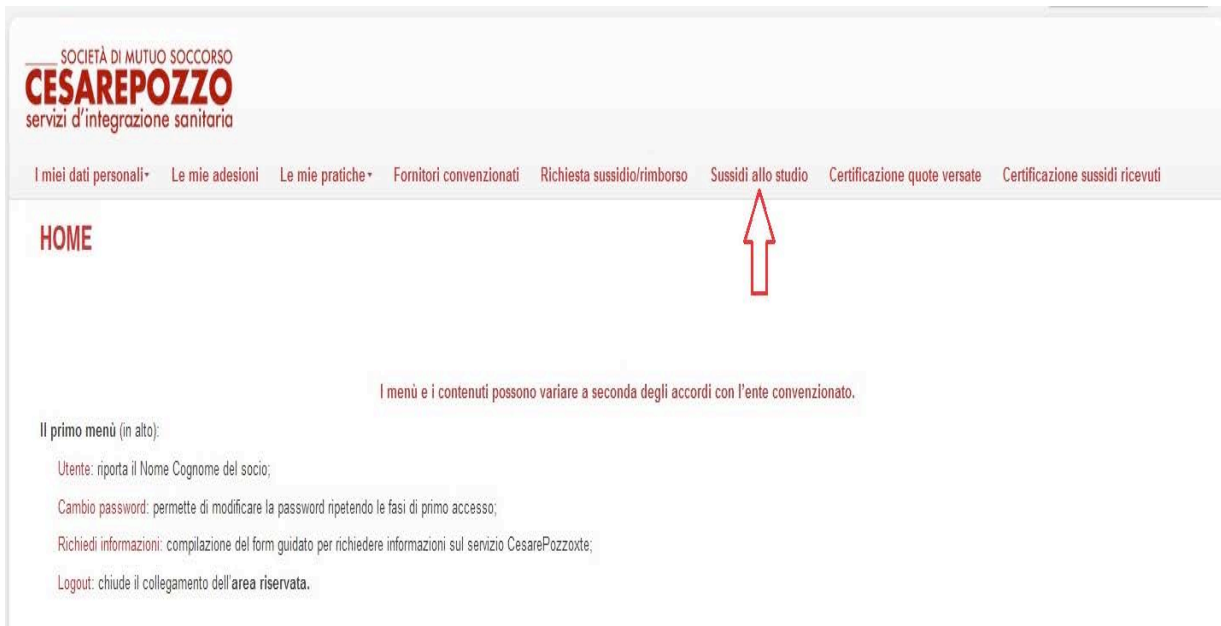 SOCIETÀ DI MUTUO SOCCORSO
CESAREPOZZO
servizi d'integrazione sanitaria
I miei dati personali Le mie adesioni Le mie pratiche Fornitori convenzionati Richiesta sussidio/rimborso Sussidi allo studio Certificazione quote versate Certificazione sussidi ricevuti
HOME
I menù e i contenuti possono variare a seconda degli accordi con l'ente convenzionato.
Il primo menù (in alto):
Utente: riporta il Nome Cognome del socio;
Cambio password: permette di modificare la password ripetendo le fasi di primo accesso;
Richiedi informazioni: compilazione del form guidato per richiedere informazioni sul servizio CesarePozzoxte;
Logout: chiude il collegamento dell'area riservata.